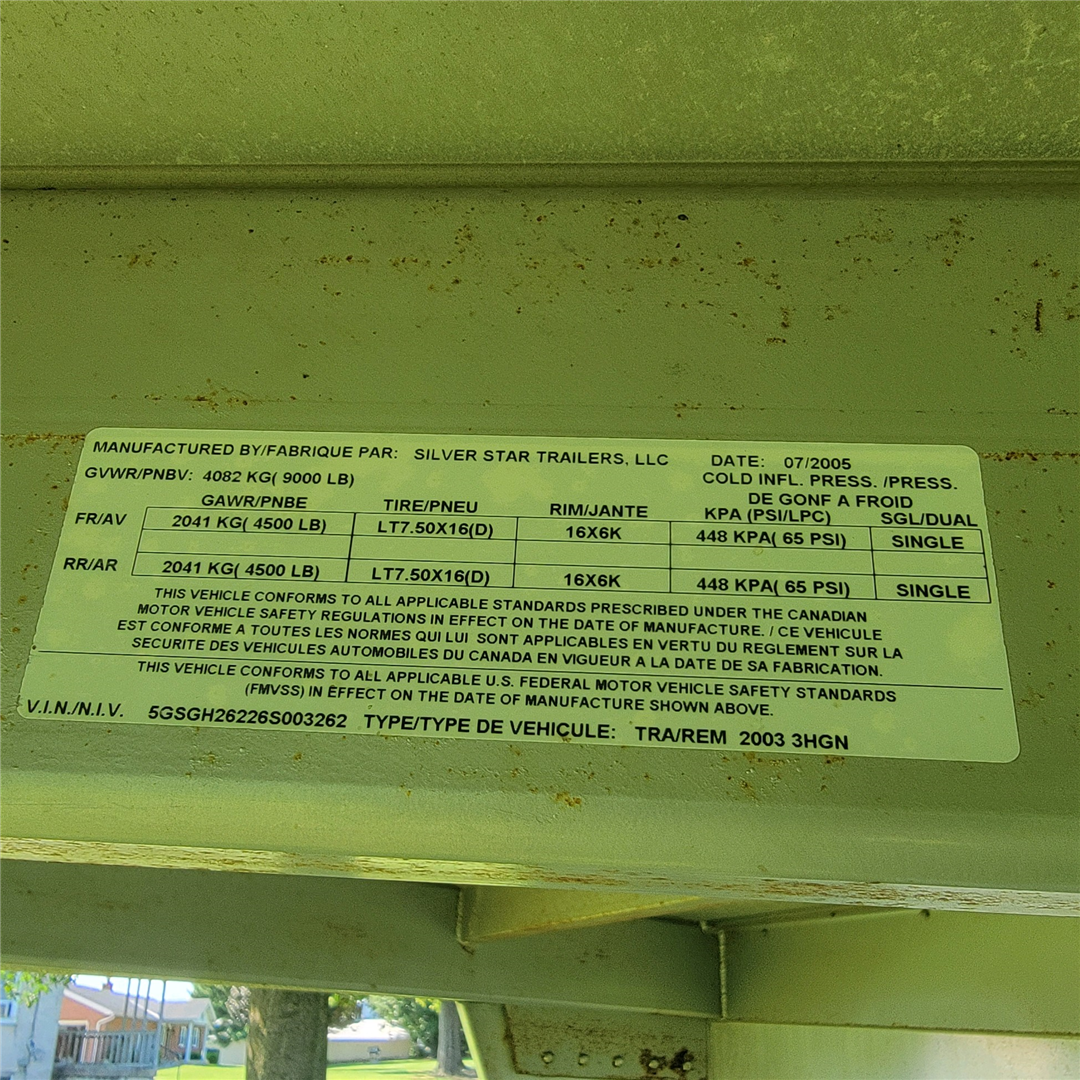 MANUFACTURED BY/FABRIQUE PAR: SILVER STAR TRAILERS, LLC DATE: 07/2005
GVWR/PNBV: 4082 KG( 9000 LB) COLD INFL. PRESS. /PRESS.
DE GONF A FROID
GAWR/PNBE TIRE/PNEU RIM/JANTE KPA (PSI/LPC) SGL/DUAL
FR/AV 2041 KG( 4500 LB) LT7.50X16(D) 16X6K 448 KPA( 65 PSI) SINGLE
RR/AR 2041 KG( 4500 LB) LT7.50X16(D) 16X6K 448 KPA( 65 PSI) SINGLE
THIS VEHICLE CONFORMS TO ALL APPLICABLE STANDARDS PRESCRIBED UNDER THE CANADIAN
MOTOR VEHICLE SAFETY REGULATIONS IN EFFECT ON THE DATE OF MANUFACTURE. / CE VEHICULE
EST CONFORME A TOUTES LES NORMES QUI LUI SONT APPLICABLES EN VERTU DU REGLEMENT SUR LA
SECURITE DES VEHICULES AUTOMOBILES DU CANADA EN VIGUEUR A LA DATE DE SA FABRICATION.
THIS VEHICLE CONFORMS TO ALL APPLICABLE U.S. FEDERAL MOTOR VEHICLE SAFETY STANDARDS
(FMVSS) IN EFFECT ON THE DATE OF MANUFACTURE SHOWN ABOVE.
V.I.N./N.I.V. 5GSGH26226S003262 TYPE/TYPE DE VEHICULE: TRA/REM 2003 3HGN